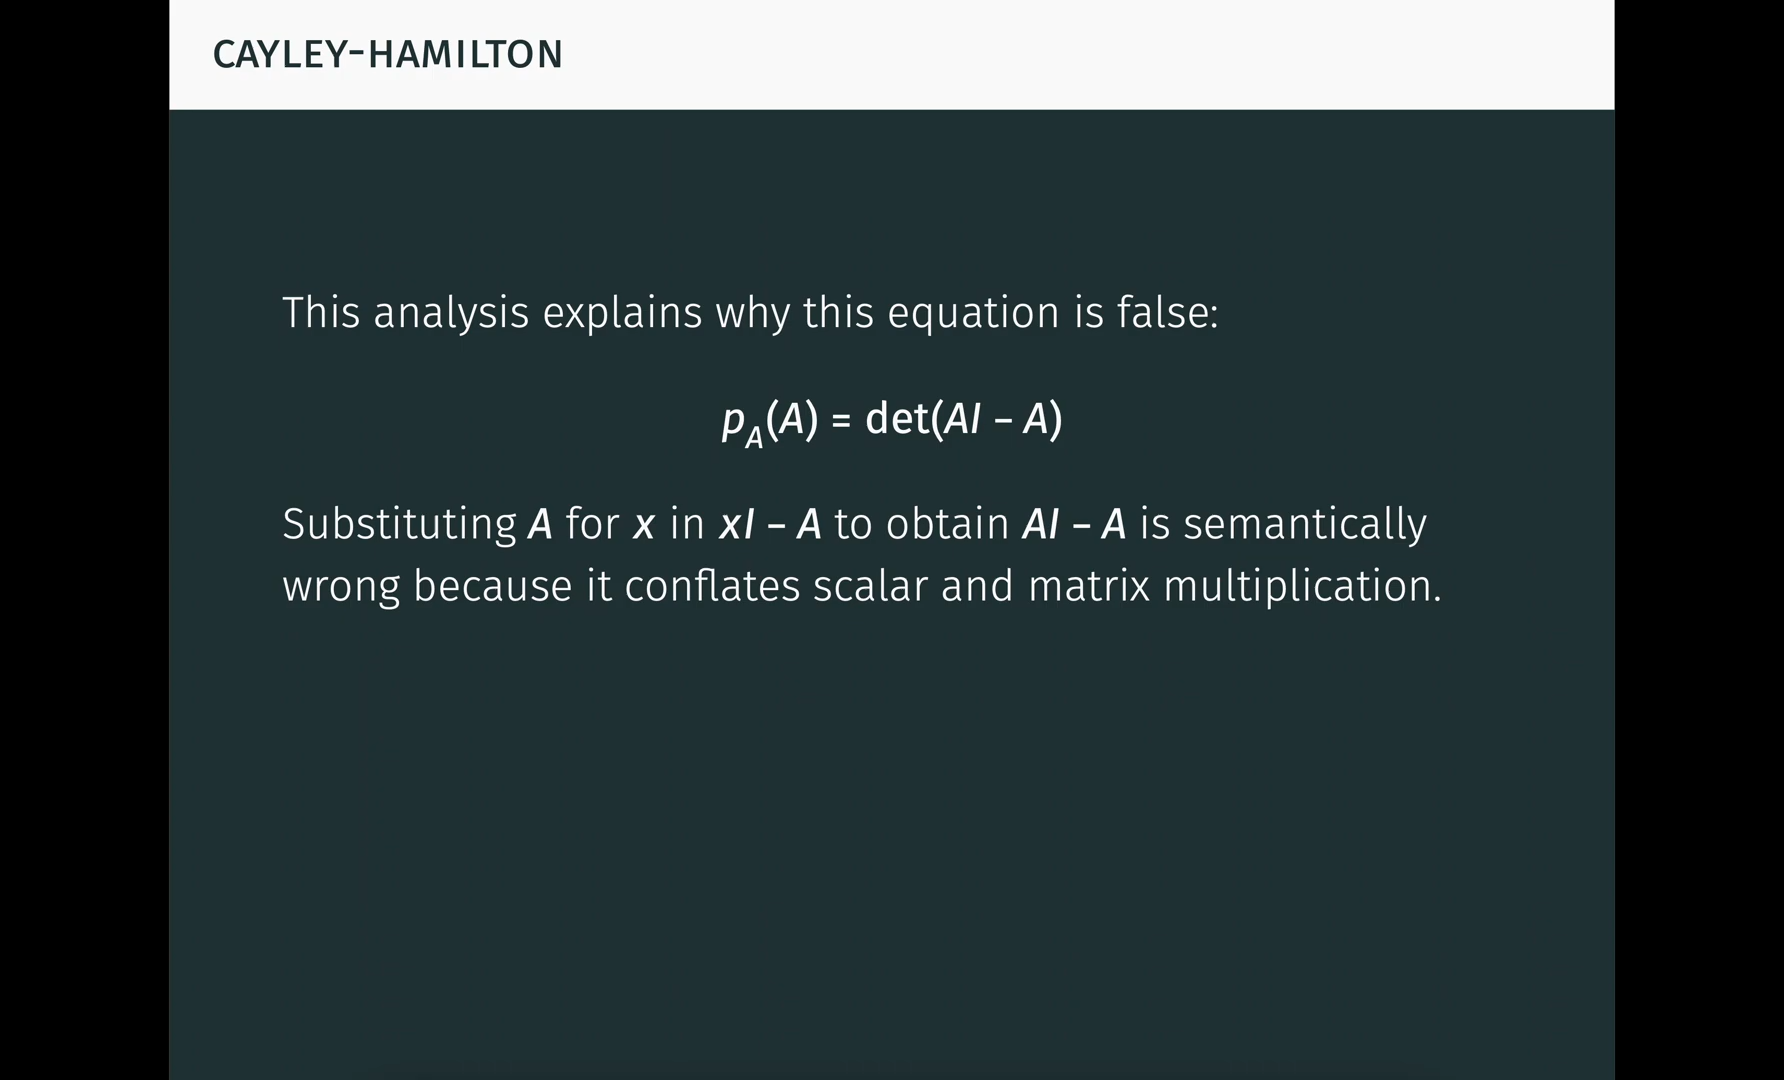 CAYLEY-HAMILTON
This analysis explains why this equation is false:
p_A(A) = det(AI − A)
Substituting A for x in xI − A to obtain AI − A is semantically
wrong because it conflates scalar and matrix multiplication.